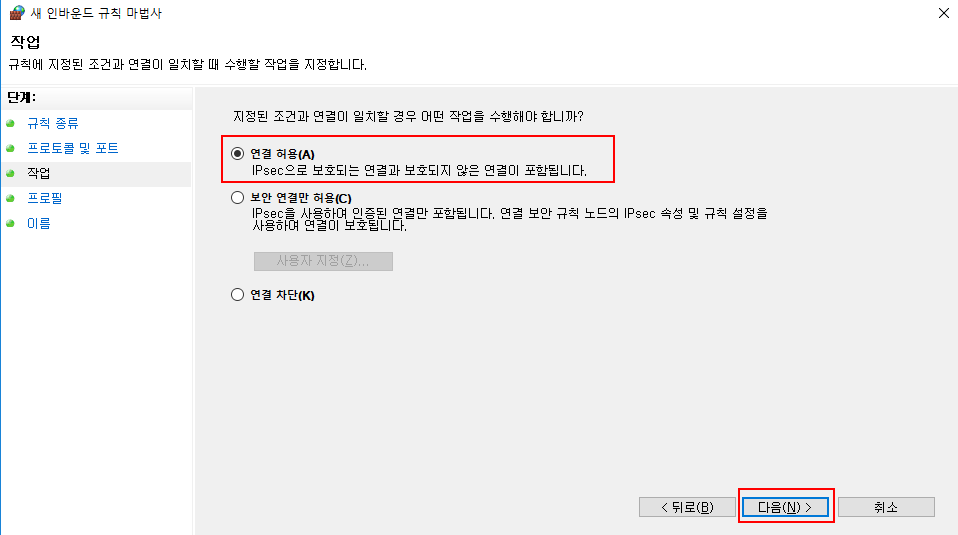 새 인바운드 규칙 마법사
작업
규칙에 지정된 조건과 연결이 일치할 때 수행할 작업을 지정합니다.
단계:
규칙 종류
프로토콜 및 포트
작업
프로필
이름
지정된 조건과 연결이 일치할 경우 어떤 작업을 수행해야 합니까?
연결 허용(A)
IPsec으로 보호되는 연결과 보호되지 않은 연결이 포함됩니다.
보안 연결만 허용(C)
IPsec을 사용하여 인증된 연결만 포함됩니다. 연결 보안 규칙 노드의 IPsec 속성 및 규칙 설정을
사용하여 연결이 보호됩니다.
사용자 지정(Z)...
연결 차단(K)
< 뒤로(B)
다음(N) >
취소